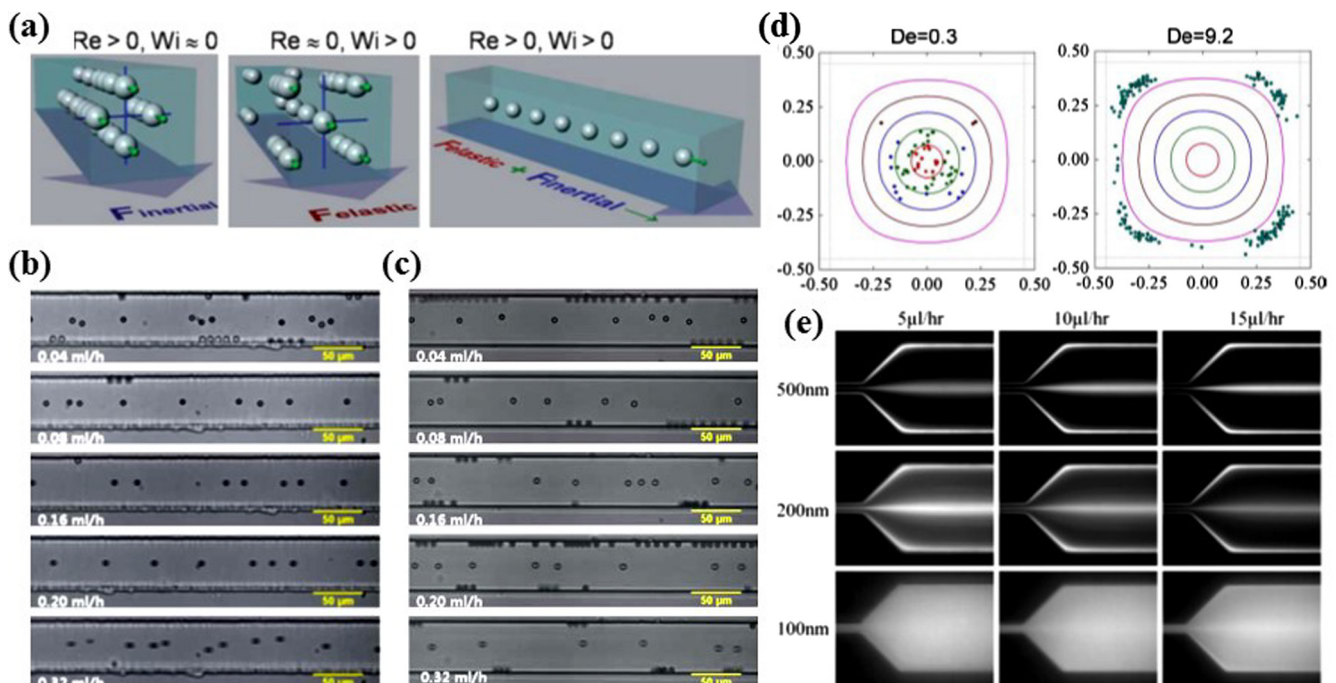 (a)
Re > 0, Wi ≈ 0
Re ≈ 0, Wi > 0
Re > 0, Wi > 0
F inertial
Felastic
Felastic + Finertial
(b)
0.04 ml/h
50 µm
0.08 ml/h
50 µm
0.16 ml/h
50 µm
0.20 ml/h
50 µm
0.32 ml/h
50 µm
(c)
0.04 ml/h
50 µm
0.08 ml/h
50 µm
0.16 ml/h
50 µm
0.20 ml/h
50 µm
0.32 ml/h
50 µm
(d)
De=0.3
0.50
0.25
0.00
-0.25
-0.50
-0.50 -0.25 0.00 0.25 0.50
De=9.2
0.50
0.25
0.00
-0.25
-0.50
-0.50 -0.25 0.00 0.25 0.50
(e)
5µl/hr 10µl/hr 15µl/hr
500nm
200nm
100nm